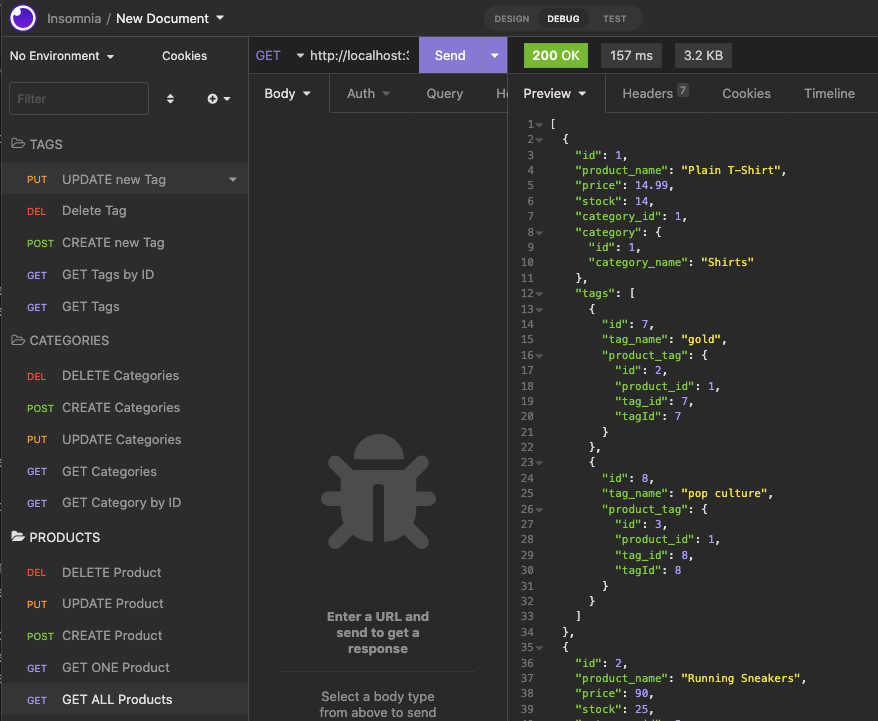 Insomnia / New Document
DESIGN DEBUG TEST
No Environment Cookies
GET http://localhost:3 Send
200 OK 157 ms 3.2 KB
Filter
Body Auth Query
Preview Headers 7 Cookies Timeline
TAGS
PUT UPDATE new Tag
DEL Delete Tag
POST CREATE new Tag
GET GET Tags by ID
GET GET Tags
CATEGORIES
DEL DELETE Categories
POST CREATE Categories
PUT UPDATE Categories
GET GET Categories
GET GET Category by ID
PRODUCTS
DEL DELETE Product
PUT UPDATE Product
POST CREATE Product
GET GET ONE Product
GET GET ALL Products
Enter a URL and
send to get a
response
Select a body type
from above to send
1 [
2 {
3 "id": 1,
4 "product_name": "Plain T-Shirt",
5 "price": 14.99,
6 "stock": 14,
7 "category_id": 1,
8 "category": {
9 "id": 1,
10 "category_name": "Shirts"
11 },
12 "tags": [
13 {
14 "id": 7,
15 "tag_name": "gold",
16 "product_tag": {
17 "id": 2,
18 "product_id": 1,
19 "tag_id": 7,
20 "tagId": 7
21 }
22 },
23 {
24 "id": 8,
25 "tag_name": "pop culture",
26 "product_tag": {
27 "id": 3,
28 "product_id": 1,
29 "tag_id": 8,
30 "tagId": 8
31 }
32 }
33 ]
34 },
35 {
36 "id": 2,
37 "product_name": "Running Sneakers",
38 "price": 90,
39 "stock": 25,